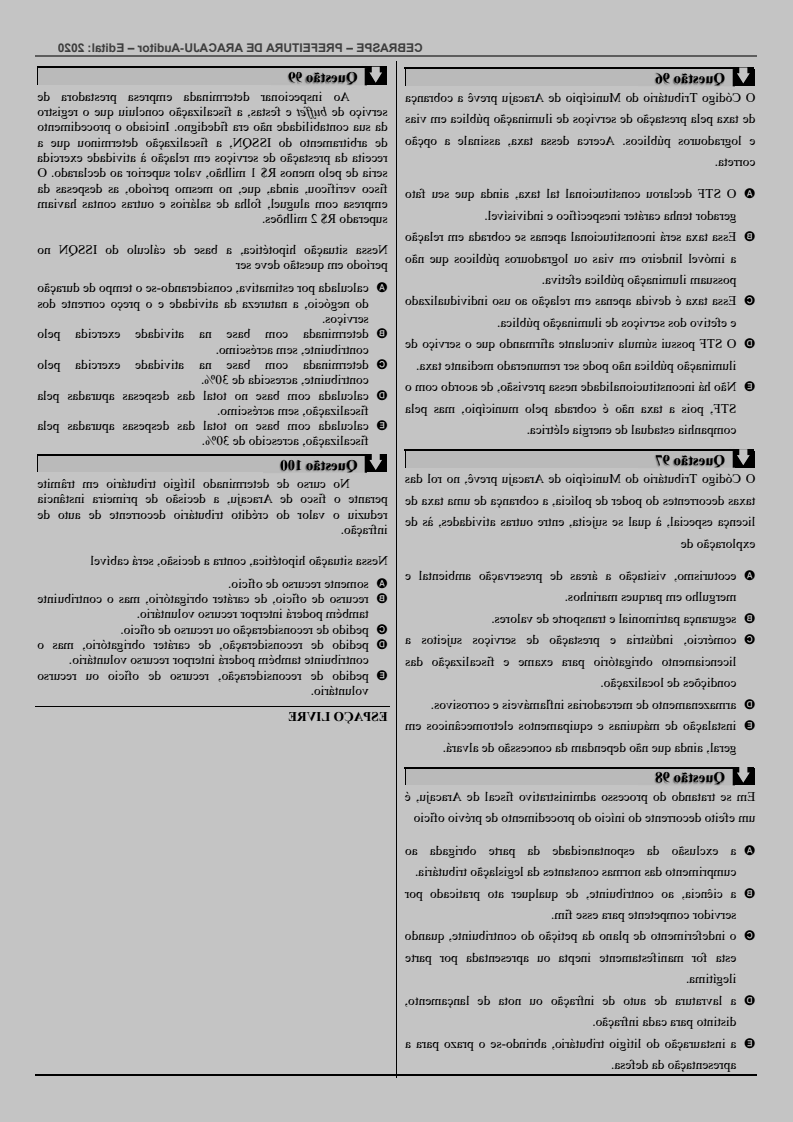 CEBRASPE – PREFEITURA DE ARACAJU-Auditor – Edital: 2020
Questão 96
O Código Tributário do Município de Aracaju prevê a cobrança
de taxa pela prestação de serviços de iluminação pública em vias
e logradouros públicos. Acerca dessa taxa, assinale a opção
correta.
A O STF declarou constitucional tal taxa, ainda que seu fato
gerador tenha caráter inespecífico e indivisível.
B Essa taxa será inconstitucional apenas se cobrada em relação
a imóvel lindeiro em vias ou logradouros públicos que não
possuam iluminação pública efetiva.
C Essa taxa é devida apenas em relação ao uso individualizado
e efetivo dos serviços de iluminação pública.
D O STF possui súmula vinculante afirmando que o serviço de
iluminação pública não pode ser remunerado mediante taxa.
E Não há inconstitucionalidade nessa previsão, de acordo com o
STF, pois a taxa não é cobrada pelo município, mas pela
companhia estadual de energia elétrica.
Questão 97
O Código Tributário do Município de Aracaju prevê, no rol das
taxas decorrentes do poder de polícia, a cobrança de uma taxa de
licença especial, à qual se sujeita, entre outras atividades, às de
exploração de
A ecoturismo, visitação a áreas de preservação ambiental e
mergulho em parques marinhos.
B segurança patrimonial e transporte de valores.
C comércio, indústria e prestação de serviços sujeitos a
licenciamento obrigatório para exame e fiscalização das
condições de localização.
D armazenamento de mercadorias inflamáveis e corrosivos.
E instalação de máquinas e equipamentos eletromecânicos em
geral, ainda que não dependam da concessão de alvará.
Questão 98
Em se tratando do processo administrativo fiscal de Aracaju, é
um efeito decorrente do início do procedimento de prévio ofício
A a exclusão da espontaneidade da parte obrigada ao
cumprimento das normas constantes da legislação tributária.
B a ciência, ao contribuinte, de qualquer ato praticado por
servidor competente para esse fim.
C o indeferimento de plano da petição do contribuinte, quando
esta for manifestamente inepta ou apresentada por parte
ilegítima.
D a lavratura de auto de infração ou nota de lançamento,
distinto para cada infração.
E a instauração do litígio tributário, abrindo-se o prazo para a
apresentação da defesa.
Questão 99
Ao inspecionar determinada empresa prestadora de
serviço de buffet e festas, a fiscalização concluiu que o registro
da sua contabilidade não era fidedigno. Iniciado o procedimento
de arbitramento do ISSQN, a fiscalização determinou que a
receita da prestação de serviços em relação à atividade exercida
seria de pelo menos R$ 1 milhão, valor superior ao declarado. O
fisco verificou, ainda, que, no mesmo período, as despesas da
empresa com aluguel, folha de salários e outras contas haviam
superado R$ 2 milhões.
Nessa situação hipotética, a base de cálculo do ISSQN no
período em questão deve ser
A calculada por estimativa, considerando-se o tempo de duração
do negócio, a natureza da atividade e o preço corrente dos
serviços.
B determinada com base na atividade exercida pelo
contribuinte, sem acréscimo.
C determinada com base na atividade exercida pelo
contribuinte, acrescida de 30%.
D calculada com base no total das despesas apuradas pela
fiscalização, sem acréscimo.
E calculada com base no total das despesas apuradas pela
fiscalização, acrescido de 30%.
Questão 100
No curso de determinado litígio tributário em trâmite
perante o fisco de Aracaju, a decisão de primeira instância
reduziu o valor do crédito tributário decorrente de auto de
infração.
Nessa situação hipotética, contra a decisão, será cabível
A somente recurso de ofício.
B recurso de ofício, de caráter obrigatório, mas o contribuinte
também poderá interpor recurso voluntário.
C pedido de reconsideração ou recurso de ofício.
D pedido de reconsideração, de caráter obrigatório, mas o
contribuinte também poderá interpor recurso voluntário.
E pedido de reconsideração, recurso de ofício ou recurso
voluntário.
ESPAÇO LIVRE